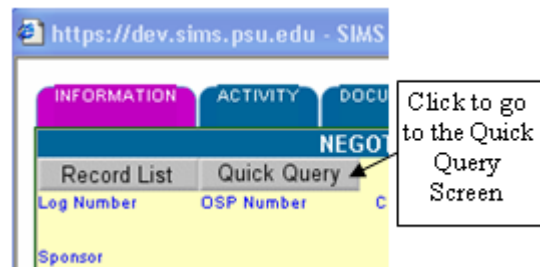 https://dev.sims.psu.edu - SIMS
INFORMATION ACTIVITY DOCU
NEGOT
Record List Quick Query
Log Number OSP Number C
Sponsor
Click to go
to the Quick
Query
Screen